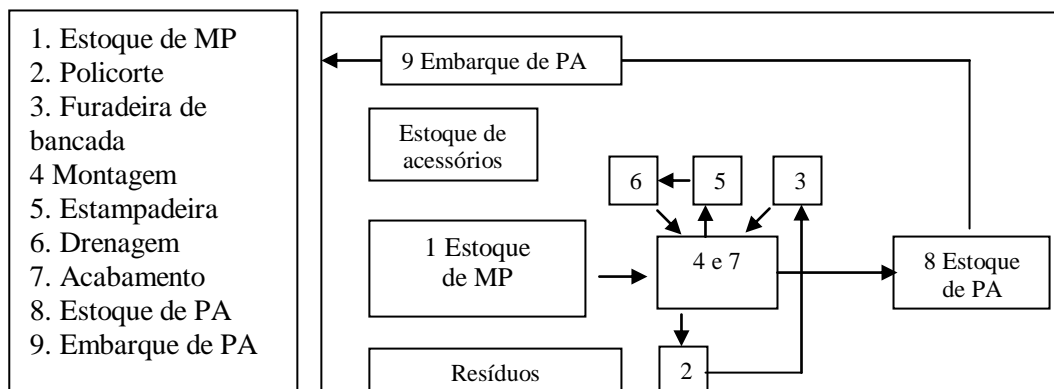 1. Estoque de MP
2. Policorte
3. Furadeira de
bancada
4 Montagem
5. Estampadeira
6. Drenagem
7. Acabamento
8. Estoque de PA
9. Embarque de PA
9 Embarque de PA
Estoque de
acessórios
6
5
3
1 Estoque
de MP
4 e 7
8 Estoque
de PA
Resíduos
2